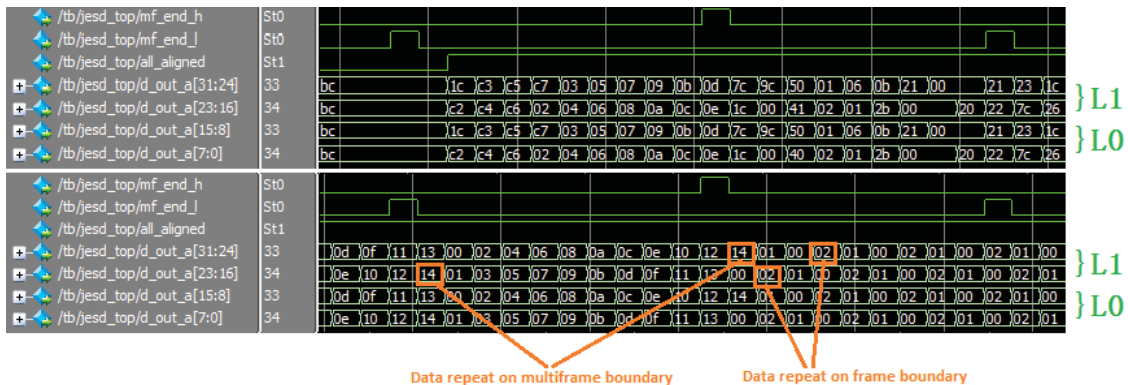 /tb/jesd_top/mf_end_h St0
/tb/jesd_top/mf_end_l St0
/tb/jesd_top/all_aligned St1
/tb/jesd_top/d_out_a[31:24] 33 bc 1c c3 c5 c7 03 05 07 09 0b 0d 7c 9c 50 01 06 0b 21 00 21 23 1c
/tb/jesd_top/d_out_a[23:16] 34 bc c2 c4 c6 02 04 06 08 0a 0c 0e 1c 00 41 02 01 2b 00 20 22 7c 26
} L1
/tb/jesd_top/d_out_a[15:8] 33 bc 1c c3 c5 c7 03 05 07 09 0b 0d 7c 9c 50 01 06 0b 21 00 21 23 1c
/tb/jesd_top/d_out_a[7:0] 34 bc c2 c4 c6 02 04 06 08 0a 0c 0e 1c 00 40 02 01 2b 00 20 22 7c 26
} L0
/tb/jesd_top/mf_end_h St0
/tb/jesd_top/mf_end_l St0
/tb/jesd_top/all_aligned St1
/tb/jesd_top/d_out_a[31:24] 33 0d 0f 11 13 00 02 04 06 08 0a 0c 0e 10 12 14 01 00 02 01 00 02 01 00 02 01 00
/tb/jesd_top/d_out_a[23:16] 34 0e 10 12 14 01 03 05 07 09 0b 0d 0f 11 13 00 02 01 00 02 01 00 02 01 00 02 01
} L1
/tb/jesd_top/d_out_a[15:8] 33 0d 0f 11 13 00 02 04 06 08 0a 0c 0e 10 12 14 01 00 02 01 00 02 01 00 02 01 00
/tb/jesd_top/d_out_a[7:0] 34 0e 10 12 14 01 03 05 07 09 0b 0d 0f 11 13 00 02 01 00 02 01 00 02 01 00 02 01
} L0
Data repeat on multiframe boundary
Data repeat on frame boundary